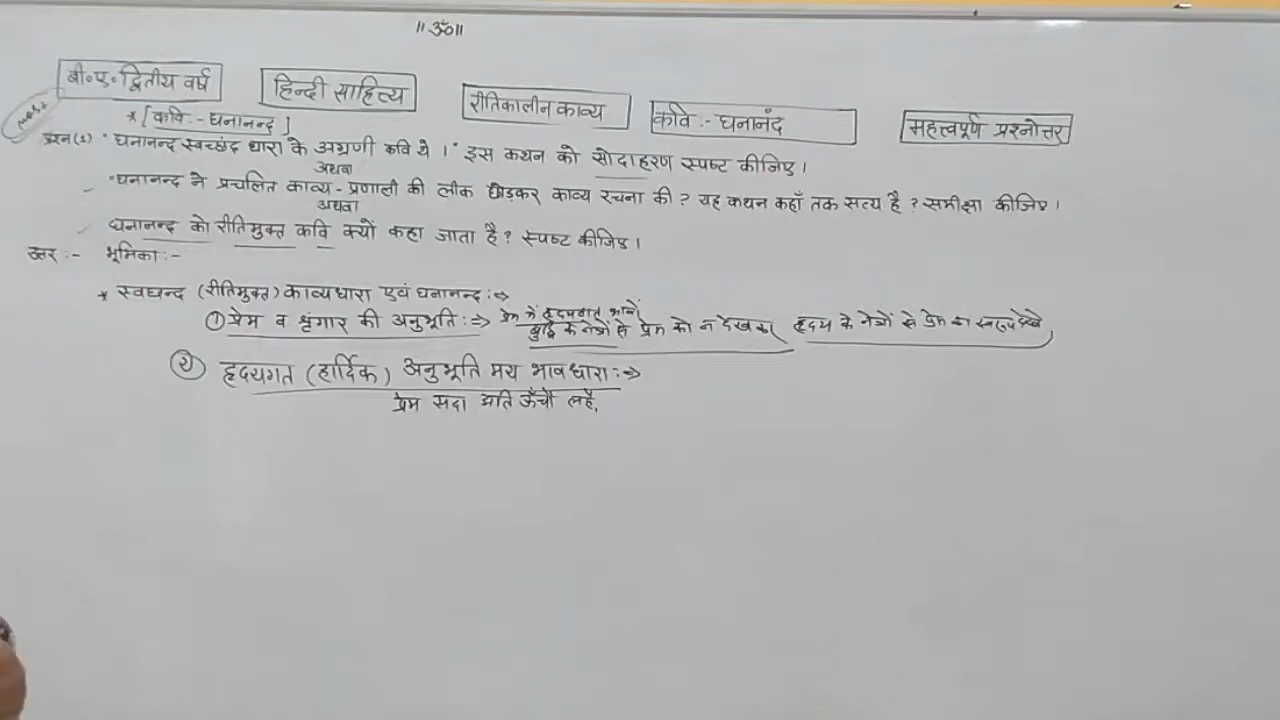 ॥ ॐ॥
बी॰ए॰ द्वितीय वर्ष हिन्दी साहित्य रीतिकालीन काव्य कवि :- घनानंद महत्त्वपूर्ण प्रश्नोत्तर
* [ कवि :- घनानन्द ]
प्रश्न(1) "घनानन्द स्वच्छंद धारा के अग्रणी कवि थे ।" इस कथन को सोदाहरण स्पष्ट कीजिए।
अथवा
"घनानन्द ने प्रचलित काव्य - प्रणाली की लीक छोड़कर काव्य रचना की ? यह कथन कहाँ तक सत्य है ? समीक्षा कीजिए ।
अथवा
घनानन्द को रीतिमुक्त कवि क्यों कहा जाता है ? स्पष्ट कीजिए ।
उत्तर :- भूमिका :-
* स्वछन्द (रीतिमुक्त) काव्यधारा एवं घनानन्द :⇒
① प्रेम व श्रृंगार की अनुभूति :⇒ प्रेम में हृदयगत भावों
बुद्धि के नेत्रों से प्रेम को न देखकर हृदय के नेत्रों से प्रेम का स्वरूप देखे
② हृदयगत (हार्दिक) अनुभूति मय भावधारा :⇒
प्रेम सदा अति ऊँचौ लहै,